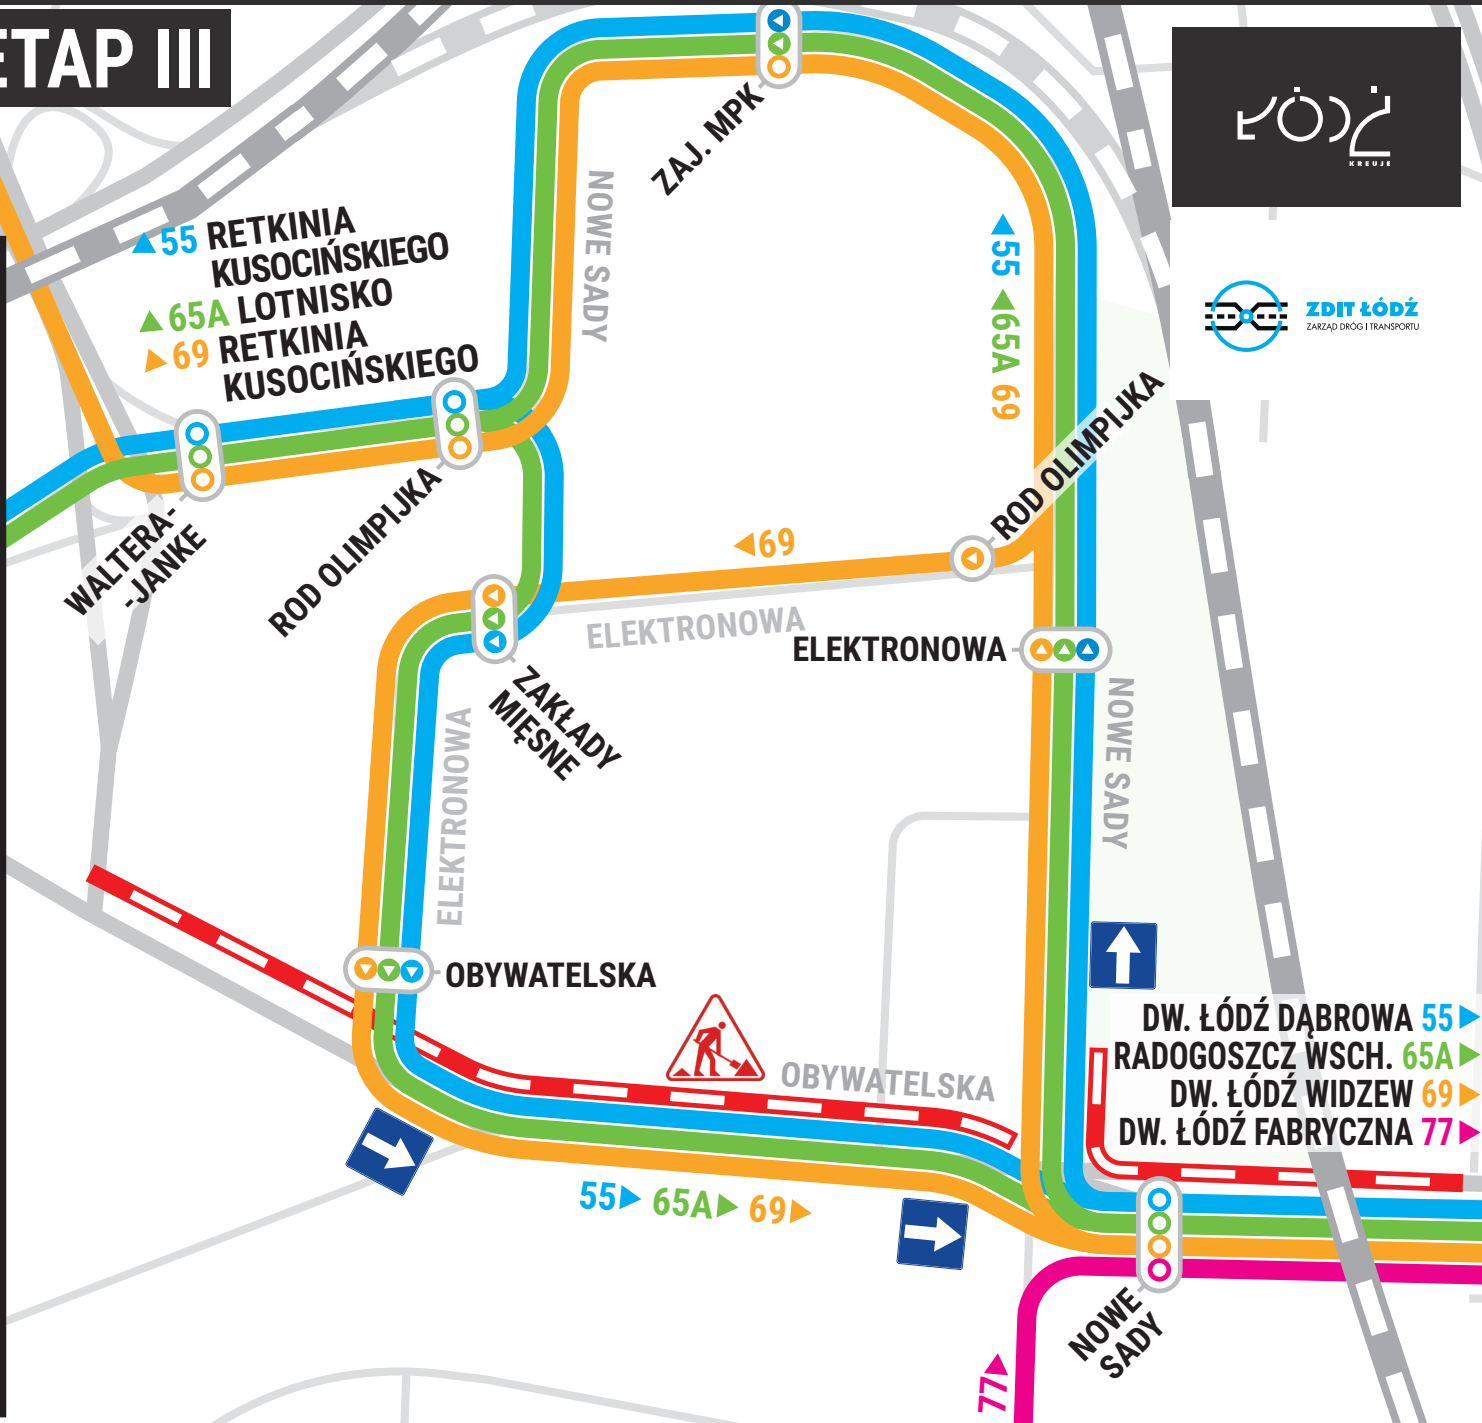 ETAP III
ŁÓDŹ
KREUJE
ZAJ. MPK
NOWE SADY
55 RETKINIA
KUSOCIŃSKIEGO
65A LOTNISKO
69 RETKINIA
KUSOCIŃSKIEGO
55 65A 69
ZDIT ŁÓDŹ
ZARZĄD DRÓG I TRANSPORTU
WALTERA-
-JANKE
ROD OLIMPIJKA
ROD OLIMPIJKA
69
ELEKTRONOWA
ELEKTRONOWA
ZAKŁADY
MIĘSNE
ELEKTRONOWA
NOWE SADY
OBYWATELSKA
OBYWATELSKA
DW. ŁÓDŹ DĄBROWA 55
RADOGOSZCZ WSCH. 65A
DW. ŁÓDŹ WIDZEW 69
DW. ŁÓDŹ FABRYCZNA 77
55 65A 69
NOWE
SADY
77